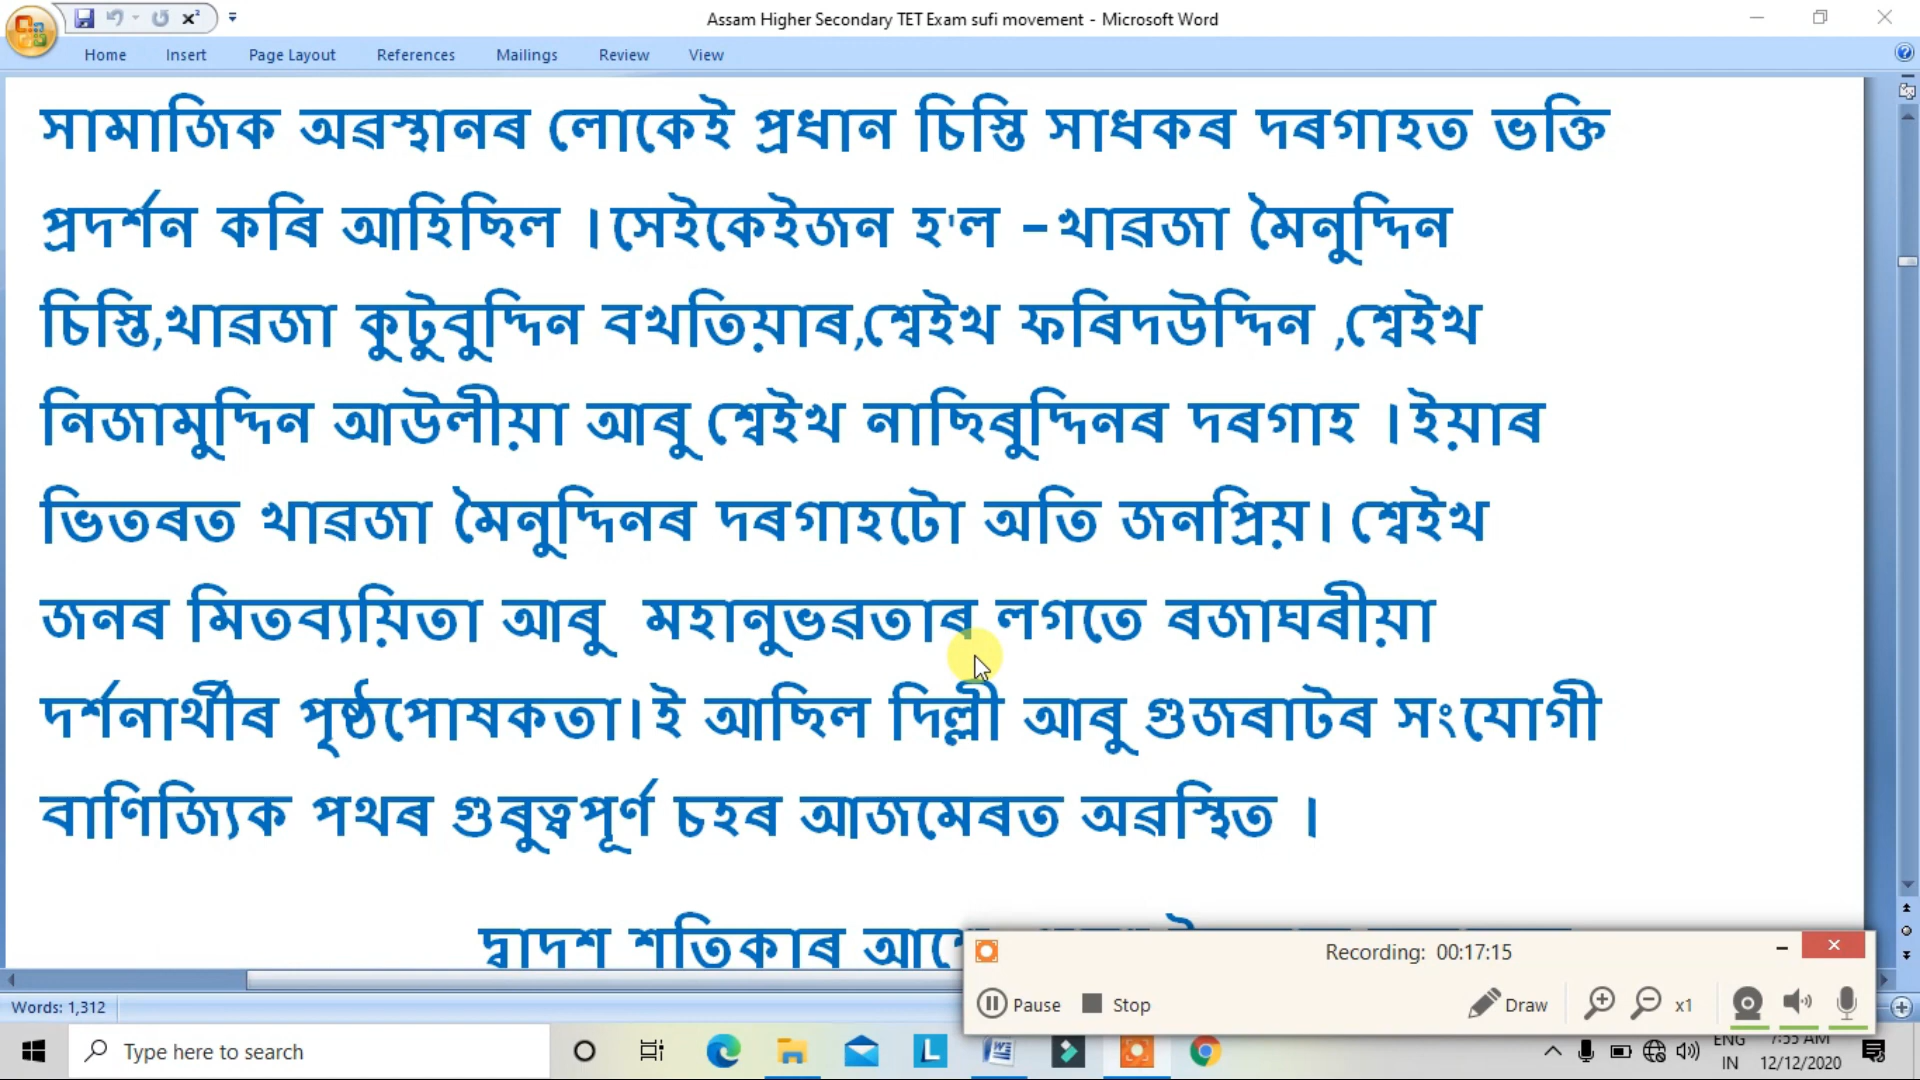 Assam Higher Secondary TET Exam sufi movement - Microsoft Word
Home Insert Page Layout References Mailings Review View
সামাজিক অৱস্থানৰ লোকেই প্ৰধান চিস্তি সাধকৰ দৰগাহত ভক্তি
প্ৰদৰ্শন কৰি আহিছিল ।সেইকেইজন হ'ল –খাৱজা মৈনুদ্দিন
চিস্তি,খাৱজা কুটুবুদ্দিন বখতিয়াৰ,শ্বেইখ ফৰিদউদ্দিন ,শ্বেইখ
নিজামুদ্দিন আউলীয়া আৰু শ্বেইখ নাছিৰুদ্দিনৰ দৰগাহ ।ইয়াৰ
ভিতৰত খাৱজা মৈনুদ্দিনৰ দৰগাহটো অতি জনপ্ৰিয়। শ্বেইখ
জনৰ মিতব্যয়িতা আৰু মহানুভৱতাৰ লগতে ৰজাঘৰীয়া
দৰ্শনাৰ্থীৰ পৃষ্ঠপোষকতা।ই আছিল দিল্লী আৰু গুজৰাটৰ সংযোগী
বাণিজ্যিক পথৰ গুৰুত্বপূৰ্ণ চহৰ আজমেৰত অৱস্থিত ।
দ্বাদশ শতিকাৰ
Recording: 00:17:15
Pause Stop Draw x1
Words: 1,312
Type here to search
ENG 7:55 AM
IN 12/12/2020